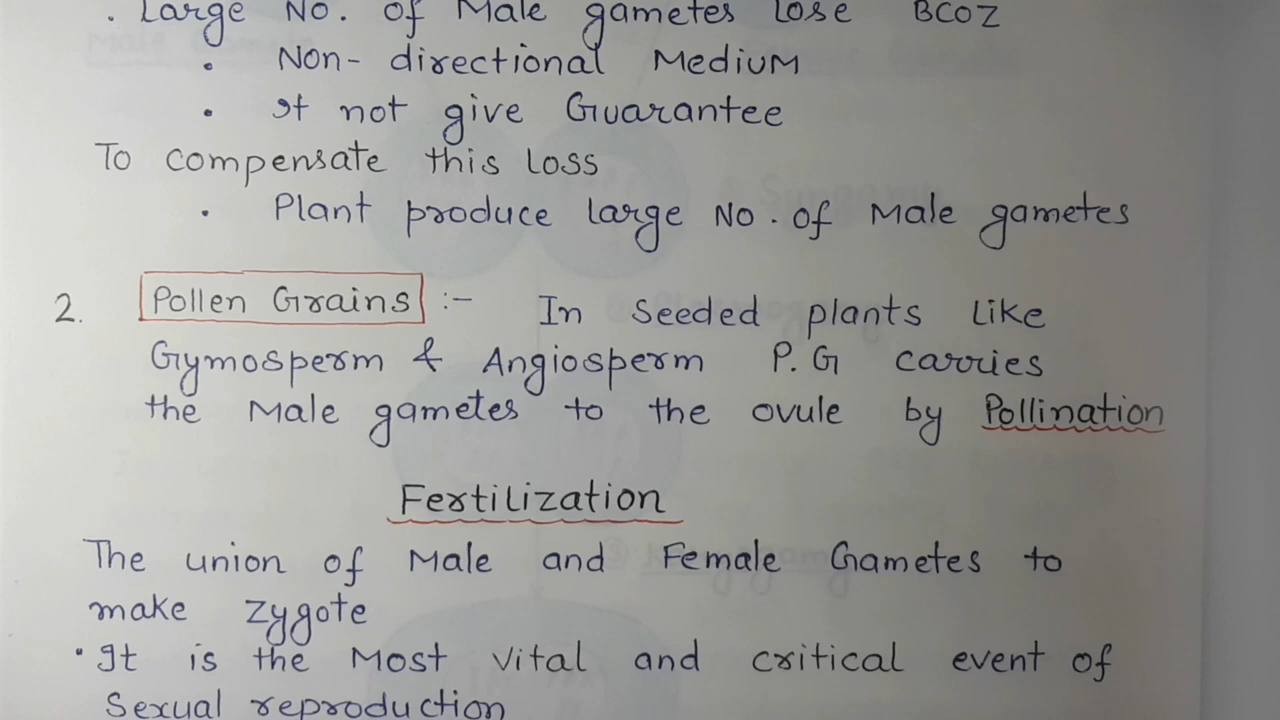 . Large No. of Male gametes lose BCOZ
. Non-directional Medium
. It not give Guarantee
To compensate this loss
. Plant produce large No. of Male gametes
2. Pollen Grains :- In Seeded plants like
Gymosperm & Angiosperm P.G carries
the Male gametes to the ovule by Pollination
Fertilization
The union of Male and Female Gametes to
make zygote
. It is the Most vital and critical event of
Sexual reproduction